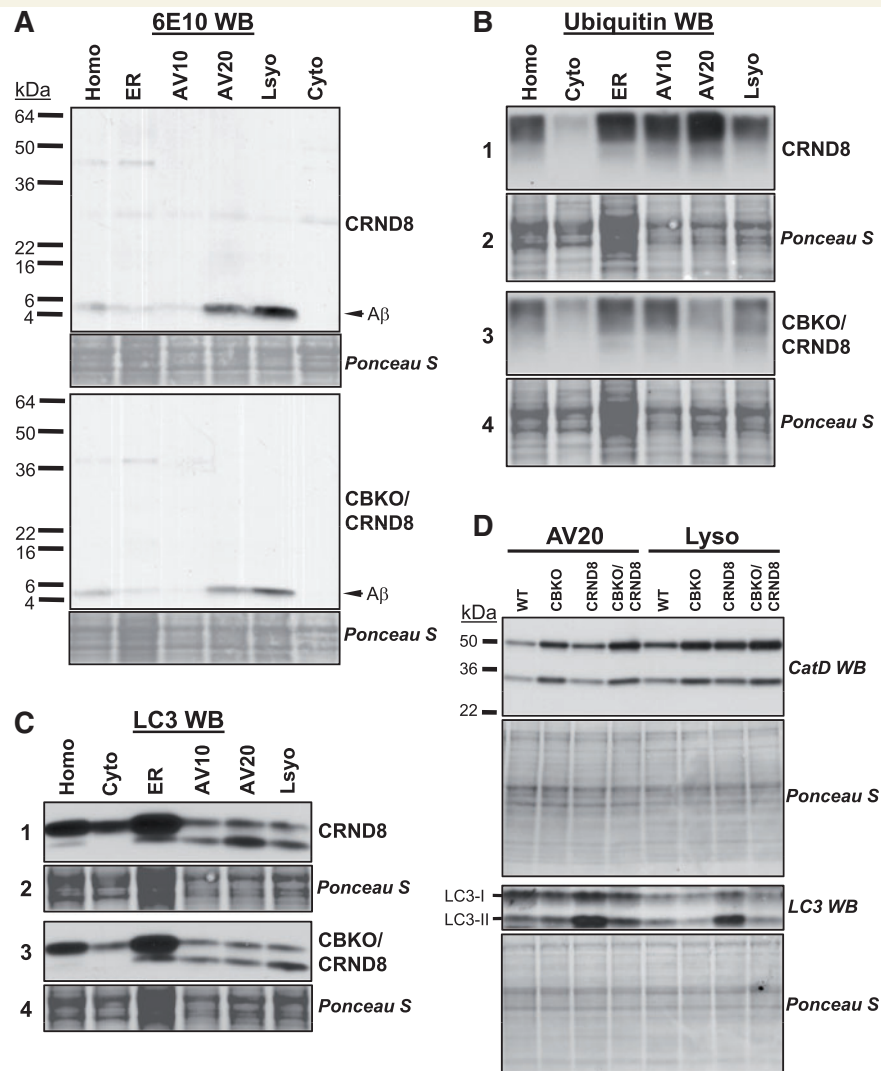 A
6E10 WB
kDa
Homo
ER
AV10
AV20
Lsyo
Cyto
64
50
36
22
16
6
4
CRND8
Aβ
Ponceau S
64
50
36
22
16
6
4
CBKO/
CRND8
Aβ
Ponceau S
B
Ubiquitin WB
Homo
Cyto
ER
AV10
AV20
Lsyo
1
CRND8
2
Ponceau S
3
CBKO/
CRND8
4
Ponceau S
C
LC3 WB
Homo
Cyto
ER
AV10
AV20
Lsyo
1
CRND8
2
Ponceau S
3
CBKO/
CRND8
4
Ponceau S
D
AV20
Lyso
kDa
WT
CBKO
CRND8
CBKO/
CRND8
WT
CBKO
CRND8
CBKO/
CRND8
50
36
22
CatD WB
Ponceau S
LC3-I
LC3-II
LC3 WB
Ponceau S